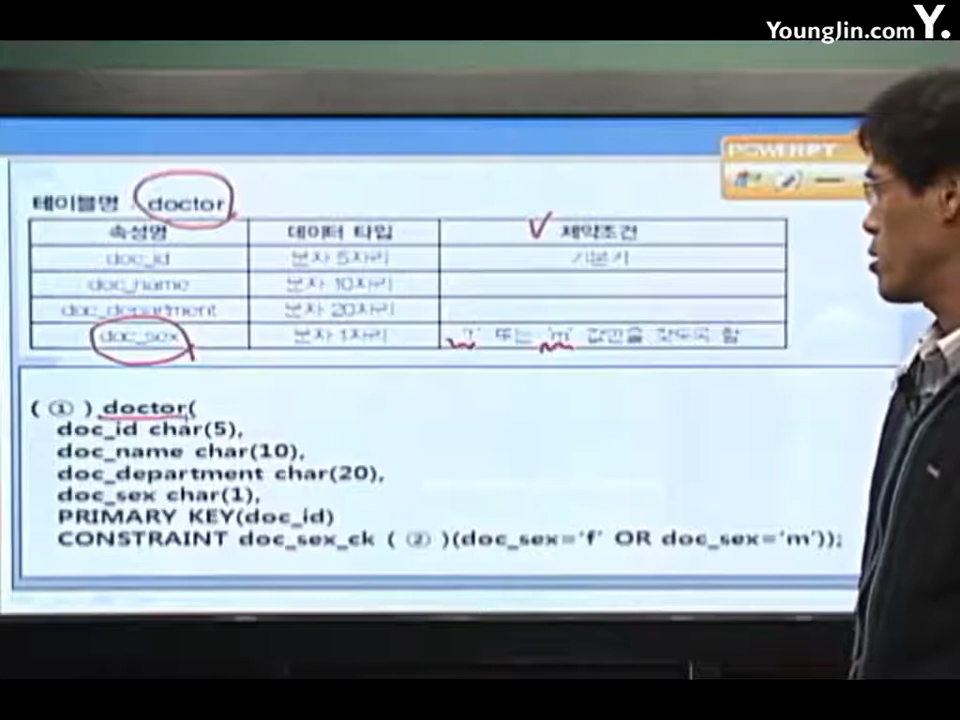 YoungJin.com Y.
POWERPT
테이블명 : doctor
속성명 데이터 타입 제약조건
doc_id 문자 5자리 기본키
doc_name 문자 10자리
doc_department 문자 20자리
doc_sex 문자 1자리 'f' 또는 'm' 값만을 갖도록 함
( ① ) doctor(
doc_id char(5),
doc_name char(10),
doc_department char(20),
doc_sex char(1),
PRIMARY KEY(doc_id)
CONSTRAINT doc_sex_ck ( ② )(doc_sex='f' OR doc_sex='m'));